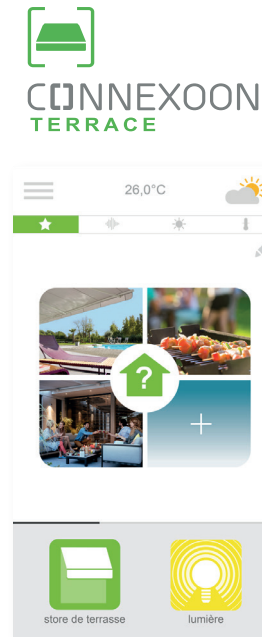 CONNEXOON
TERRACE
26,0°C
?
+
store de terrasse
lumière